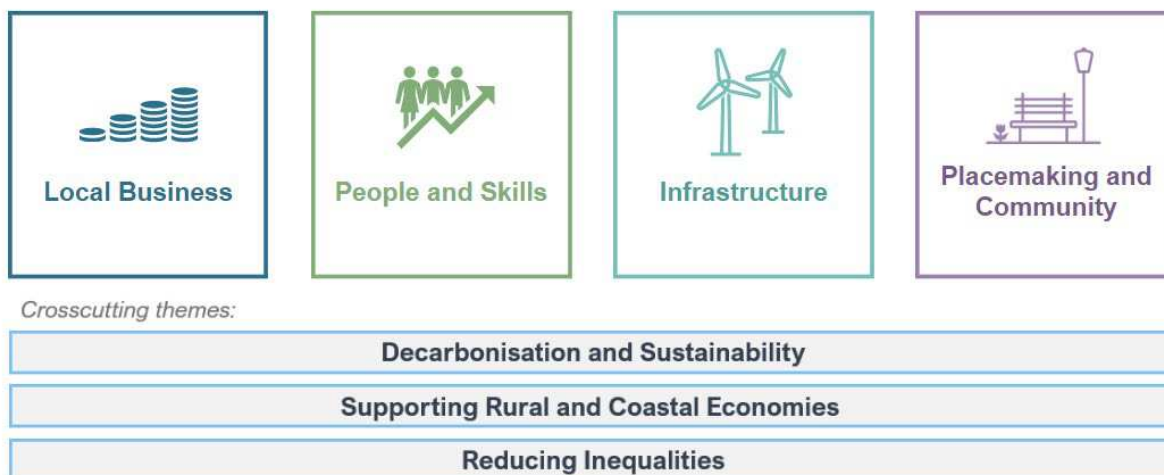 Local Business
People and Skills
Infrastructure
Placemaking and
Community
Crosscutting themes:
Decarbonisation and Sustainability
Supporting Rural and Coastal Economies
Reducing Inequalities